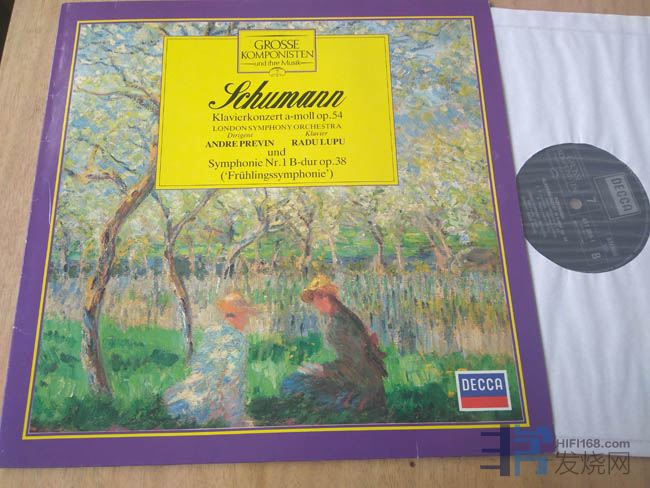 GROSSE
KOMPONISTEN
und ihre Musik
Schumann
Klavierkonzert a-moll op.54
LONDON SYMPHONY ORCHESTRA
Dirigent Klavier
ANDRE PREVIN RADU LUPU
und
Symphonie Nr.1 B-dur op.38
('Frühlingssymphonie')
DECCA
DECCA
7
B
HIFI168.com
发烧网